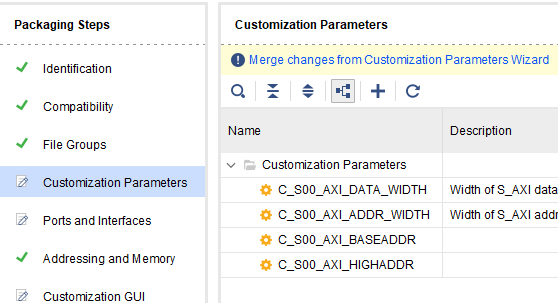 Packaging Steps
Identification
Compatibility
File Groups
Customization Parameters
Ports and Interfaces
Addressing and Memory
Customization GUI
Customization Parameters
Merge changes from Customization Parameters Wizard
Name Description
Customization Parameters
C_S00_AXI_DATA_WIDTH Width of S_AXI data
C_S00_AXI_ADDR_WIDTH Width of S_AXI addr
C_S00_AXI_BASEADDR
C_S00_AXI_HIGHADDR